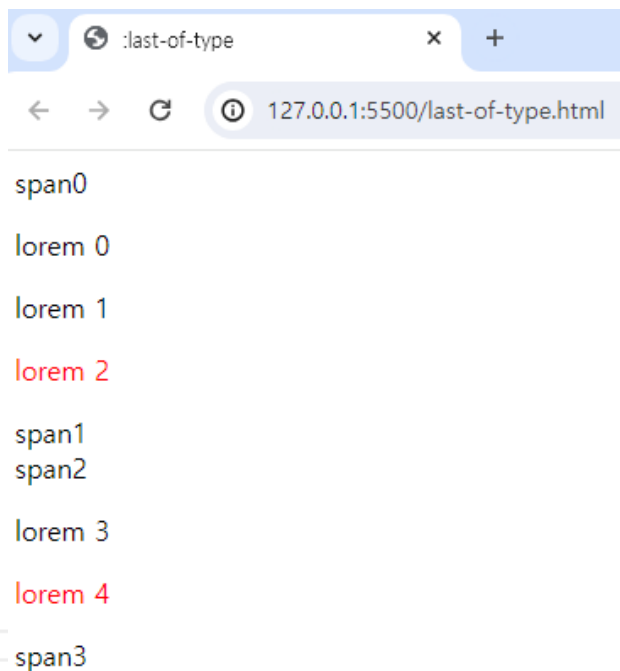 :last-of-type
127.0.0.1:5500/last-of-type.html
span0
lorem 0
lorem 1
lorem 2
span1
span2
lorem 3
lorem 4
span3